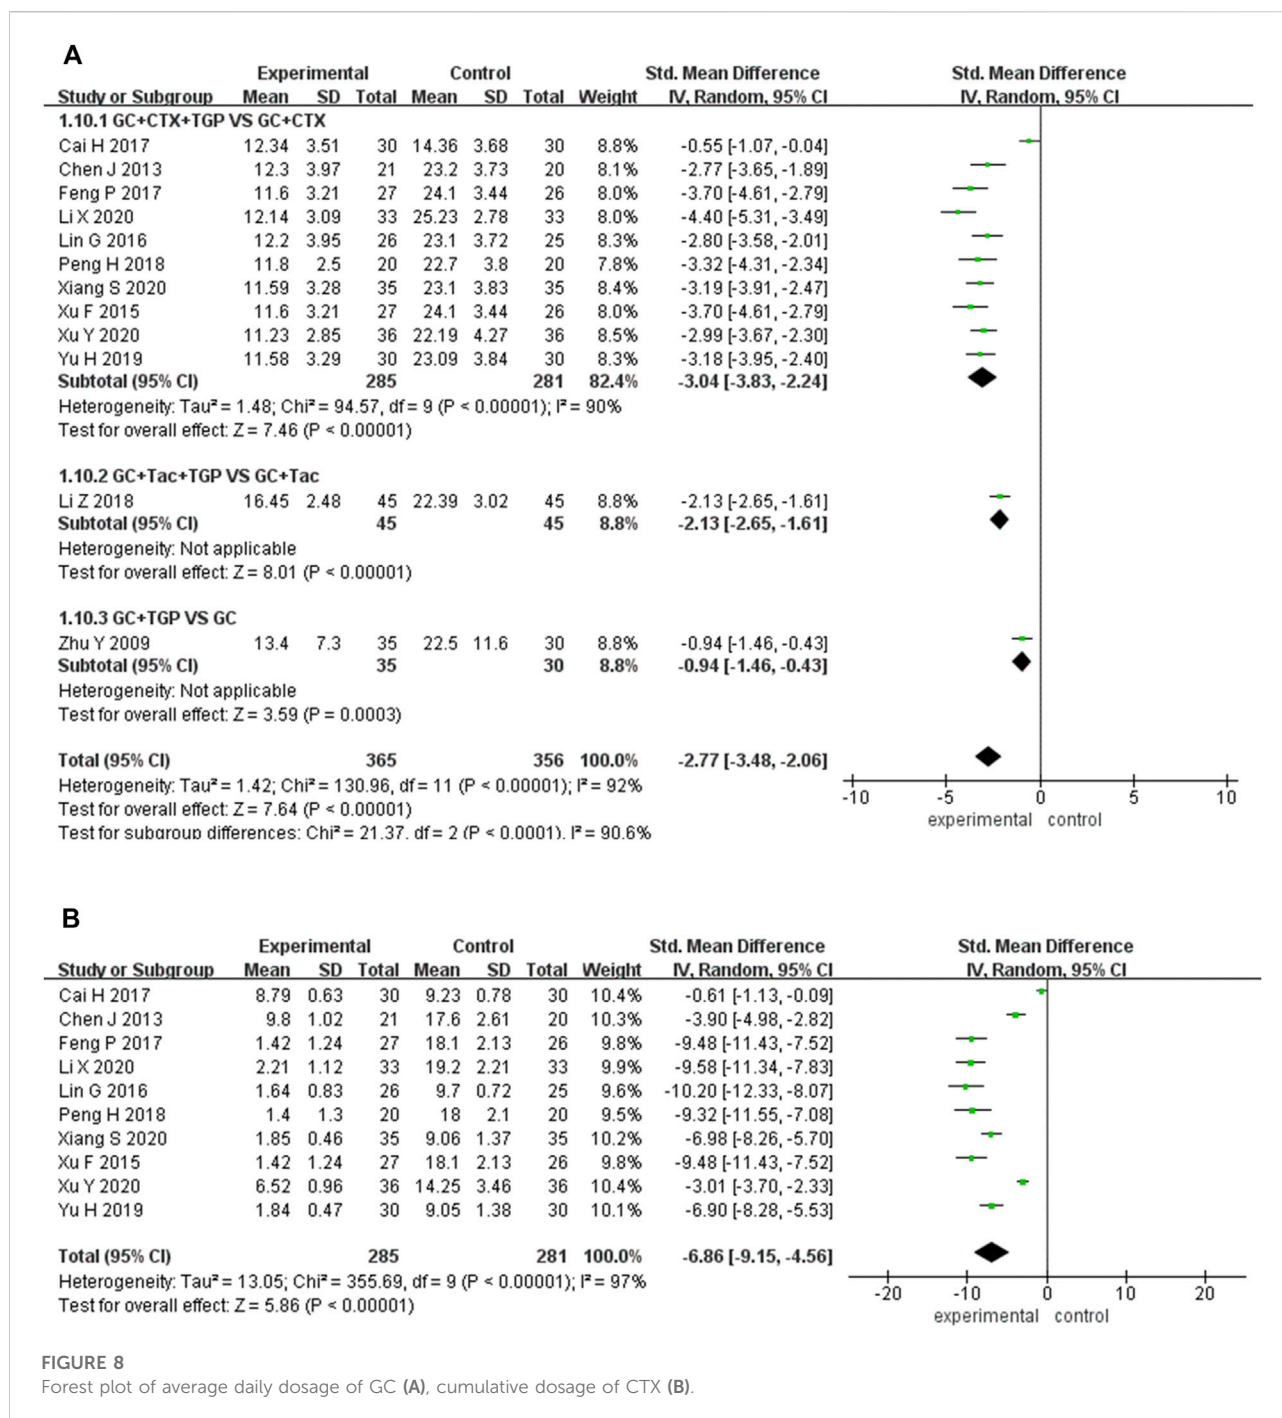 A
Experimental Control Std. Mean Difference Std. Mean Difference
Study or Subgroup Mean SD Total Mean SD Total Weight IV, Random, 95% CI IV, Random, 95% CI
1.10.1 GC+CTX+TGP VS GC+CTX
Cai H 2017 12.34 3.51 30 14.36 3.68 30 8.8% -0.55 [-1.07, -0.04]
Chen J 2013 12.3 3.97 21 23.2 3.73 20 8.1% -2.77 [-3.65, -1.89]
Feng P 2017 11.6 3.21 27 24.1 3.44 26 8.0% -3.70 [-4.61, -2.79]
Li X 2020 12.14 3.09 33 25.23 2.78 33 8.0% -4.40 [-5.31, -3.49]
Lin G 2016 12.2 3.95 26 23.1 3.72 25 8.3% -2.80 [-3.58, -2.01]
Peng H 2018 11.8 2.5 20 22.7 3.8 20 7.8% -3.32 [-4.31, -2.34]
Xiang S 2020 11.59 3.28 35 23.1 3.83 35 8.4% -3.19 [-3.91, -2.47]
Xu F 2015 11.6 3.21 27 24.1 3.44 26 8.0% -3.70 [-4.61, -2.79]
Xu Y 2020 11.23 2.85 36 22.19 4.27 36 8.5% -2.99 [-3.67, -2.30]
Yu H 2019 11.58 3.29 30 23.09 3.84 30 8.3% -3.18 [-3.95, -2.40]
Subtotal (95% CI) 285 281 82.4% -3.04 [-3.83, -2.24]
Heterogeneity: Tau² = 1.48; Chi² = 94.57, df = 9 (P < 0.00001); I² = 90%
Test for overall effect: Z = 7.46 (P < 0.00001)
1.10.2 GC+Tac+TGP VS GC+Tac
Li Z 2018 16.45 2.48 45 22.39 3.02 45 8.8% -2.13 [-2.65, -1.61]
Subtotal (95% CI) 45 45 8.8% -2.13 [-2.65, -1.61]
Heterogeneity: Not applicable
Test for overall effect: Z = 8.01 (P < 0.00001)
1.10.3 GC+TGP VS GC
Zhu Y 2009 13.4 7.3 35 22.5 11.6 30 8.8% -0.94 [-1.46, -0.43]
Subtotal (95% CI) 35 30 8.8% -0.94 [-1.46, -0.43]
Heterogeneity: Not applicable
Test for overall effect: Z = 3.59 (P = 0.0003)
Total (95% CI) 365 356 100.0% -2.77 [-3.48, -2.06]
Heterogeneity: Tau² = 1.42; Chi² = 130.96, df = 11 (P < 0.00001); I² = 92%
-10 -5 0 5 10
Test for overall effect: Z = 7.64 (P < 0.00001)
experimental control
Test for subgroup differences: Chi² = 21.37, df = 2 (P < 0.0001), I² = 90.6%
B
Experimental Control Std. Mean Difference Std. Mean Difference
Study or Subgroup Mean SD Total Mean SD Total Weight IV, Random, 95% CI IV, Random, 95% CI
Cai H 2017 8.79 0.63 30 9.23 0.78 30 10.4% -0.61 [-1.13, -0.09]
Chen J 2013 9.8 1.02 21 17.6 2.61 20 10.3% -3.90 [-4.98, -2.82]
Feng P 2017 1.42 1.24 27 18.1 2.13 26 9.8% -9.48 [-11.43, -7.52]
Li X 2020 2.21 1.12 33 19.2 2.21 33 9.9% -9.58 [-11.34, -7.83]
Lin G 2016 1.64 0.83 26 9.7 0.72 25 9.6% -10.20 [-12.33, -8.07]
Peng H 2018 1.4 1.3 20 18 2.1 20 9.5% -9.32 [-11.55, -7.08]
Xiang S 2020 1.85 0.46 35 9.06 1.37 35 10.2% -6.98 [-8.26, -5.70]
Xu F 2015 1.42 1.24 27 18.1 2.13 26 9.8% -9.48 [-11.43, -7.52]
Xu Y 2020 6.52 0.96 36 14.25 3.46 36 10.4% -3.01 [-3.70, -2.33]
Yu H 2019 1.84 0.47 30 9.05 1.38 30 10.1% -6.90 [-8.28, -5.53]
Total (95% CI) 285 281 100.0% -6.86 [-9.15, -4.56]
Heterogeneity: Tau² = 13.05; Chi² = 355.69, df = 9 (P < 0.00001); I² = 97%
-20 -10 0 10 20
Test for overall effect: Z = 5.86 (P < 0.00001)
experimental control
FIGURE 8
Forest plot of average daily dosage of GC (A), cumulative dosage of CTX (B).